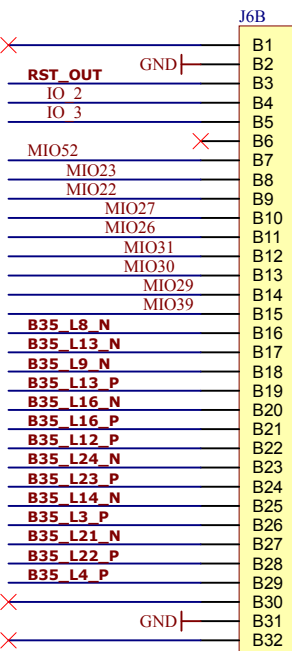 J6B
B1
GND B2
RST_OUT B3
IO_2 B4
IO_3 B5
B6
MIO52 B7
MIO23 B8
MIO22 B9
MIO27 B10
MIO26 B11
MIO31 B12
MIO30 B13
MIO29 B14
MIO39 B15
B35_L8_N B16
B35_L13_N B17
B35_L9_N B18
B35_L13_P B19
B35_L16_N B20
B35_L16_P B21
B35_L12_P B22
B35_L24_N B23
B35_L23_P B24
B35_L14_N B25
B35_L3_P B26
B35_L21_N B27
B35_L22_P B28
B35_L4_P B29
B30
GND B31
B32